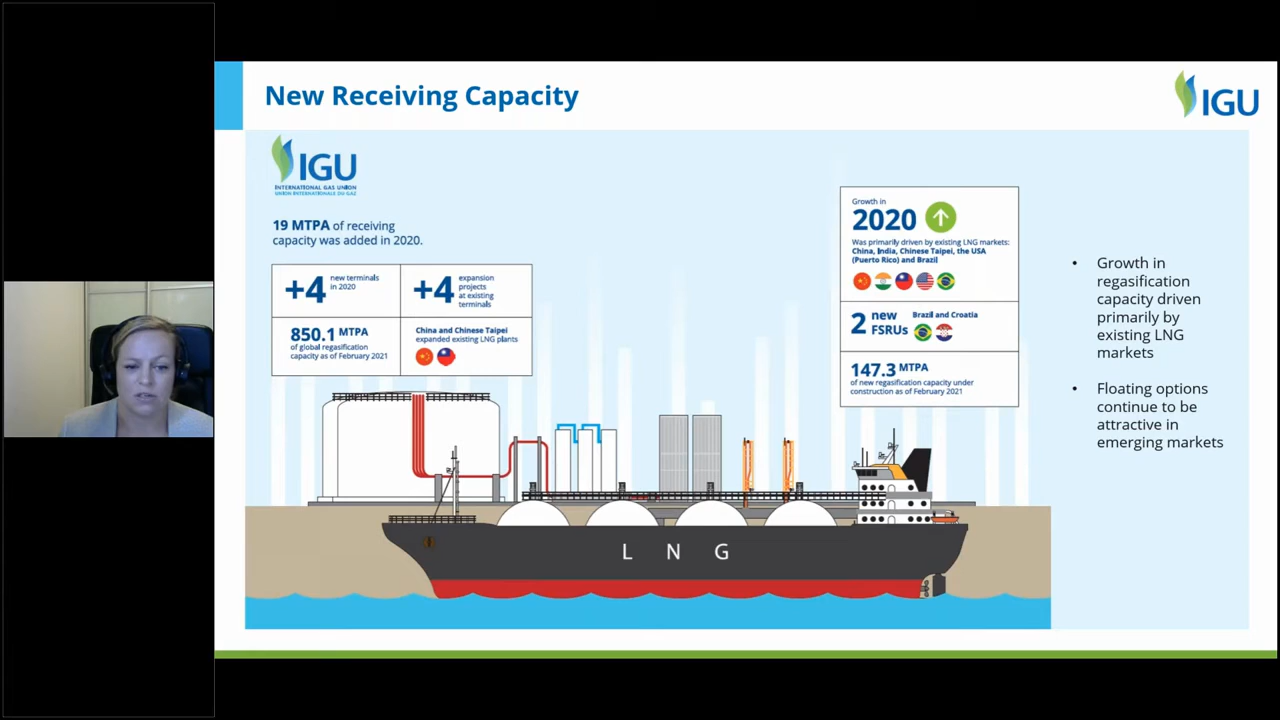 New Receiving Capacity
IGU
IGU
INTERNATIONAL GAS UNION
UNION INTERNATIONALE DU GAZ
19 MTPA of receiving
capacity was added in 2020.
+4 new terminals
in 2020
+4 expansion
projects
at existing
terminals
850.1 MTPA
of global regasification
capacity as of February 2021
China and Chinese Taipei
expanded existing LNG plants
Growth in
2020
Was primarily driven by existing LNG markets:
China, India, Chinese Taipei, the USA
(Puerto Rico) and Brazil
2 new
FSRUs
Brazil and Croatia
147.3 MTPA
of new regasification capacity under
construction as of February 2021
• Growth in
regasification
capacity driven
primarily by
existing LNG
markets
• Floating options
continue to be
attractive in
emerging markets
L N G